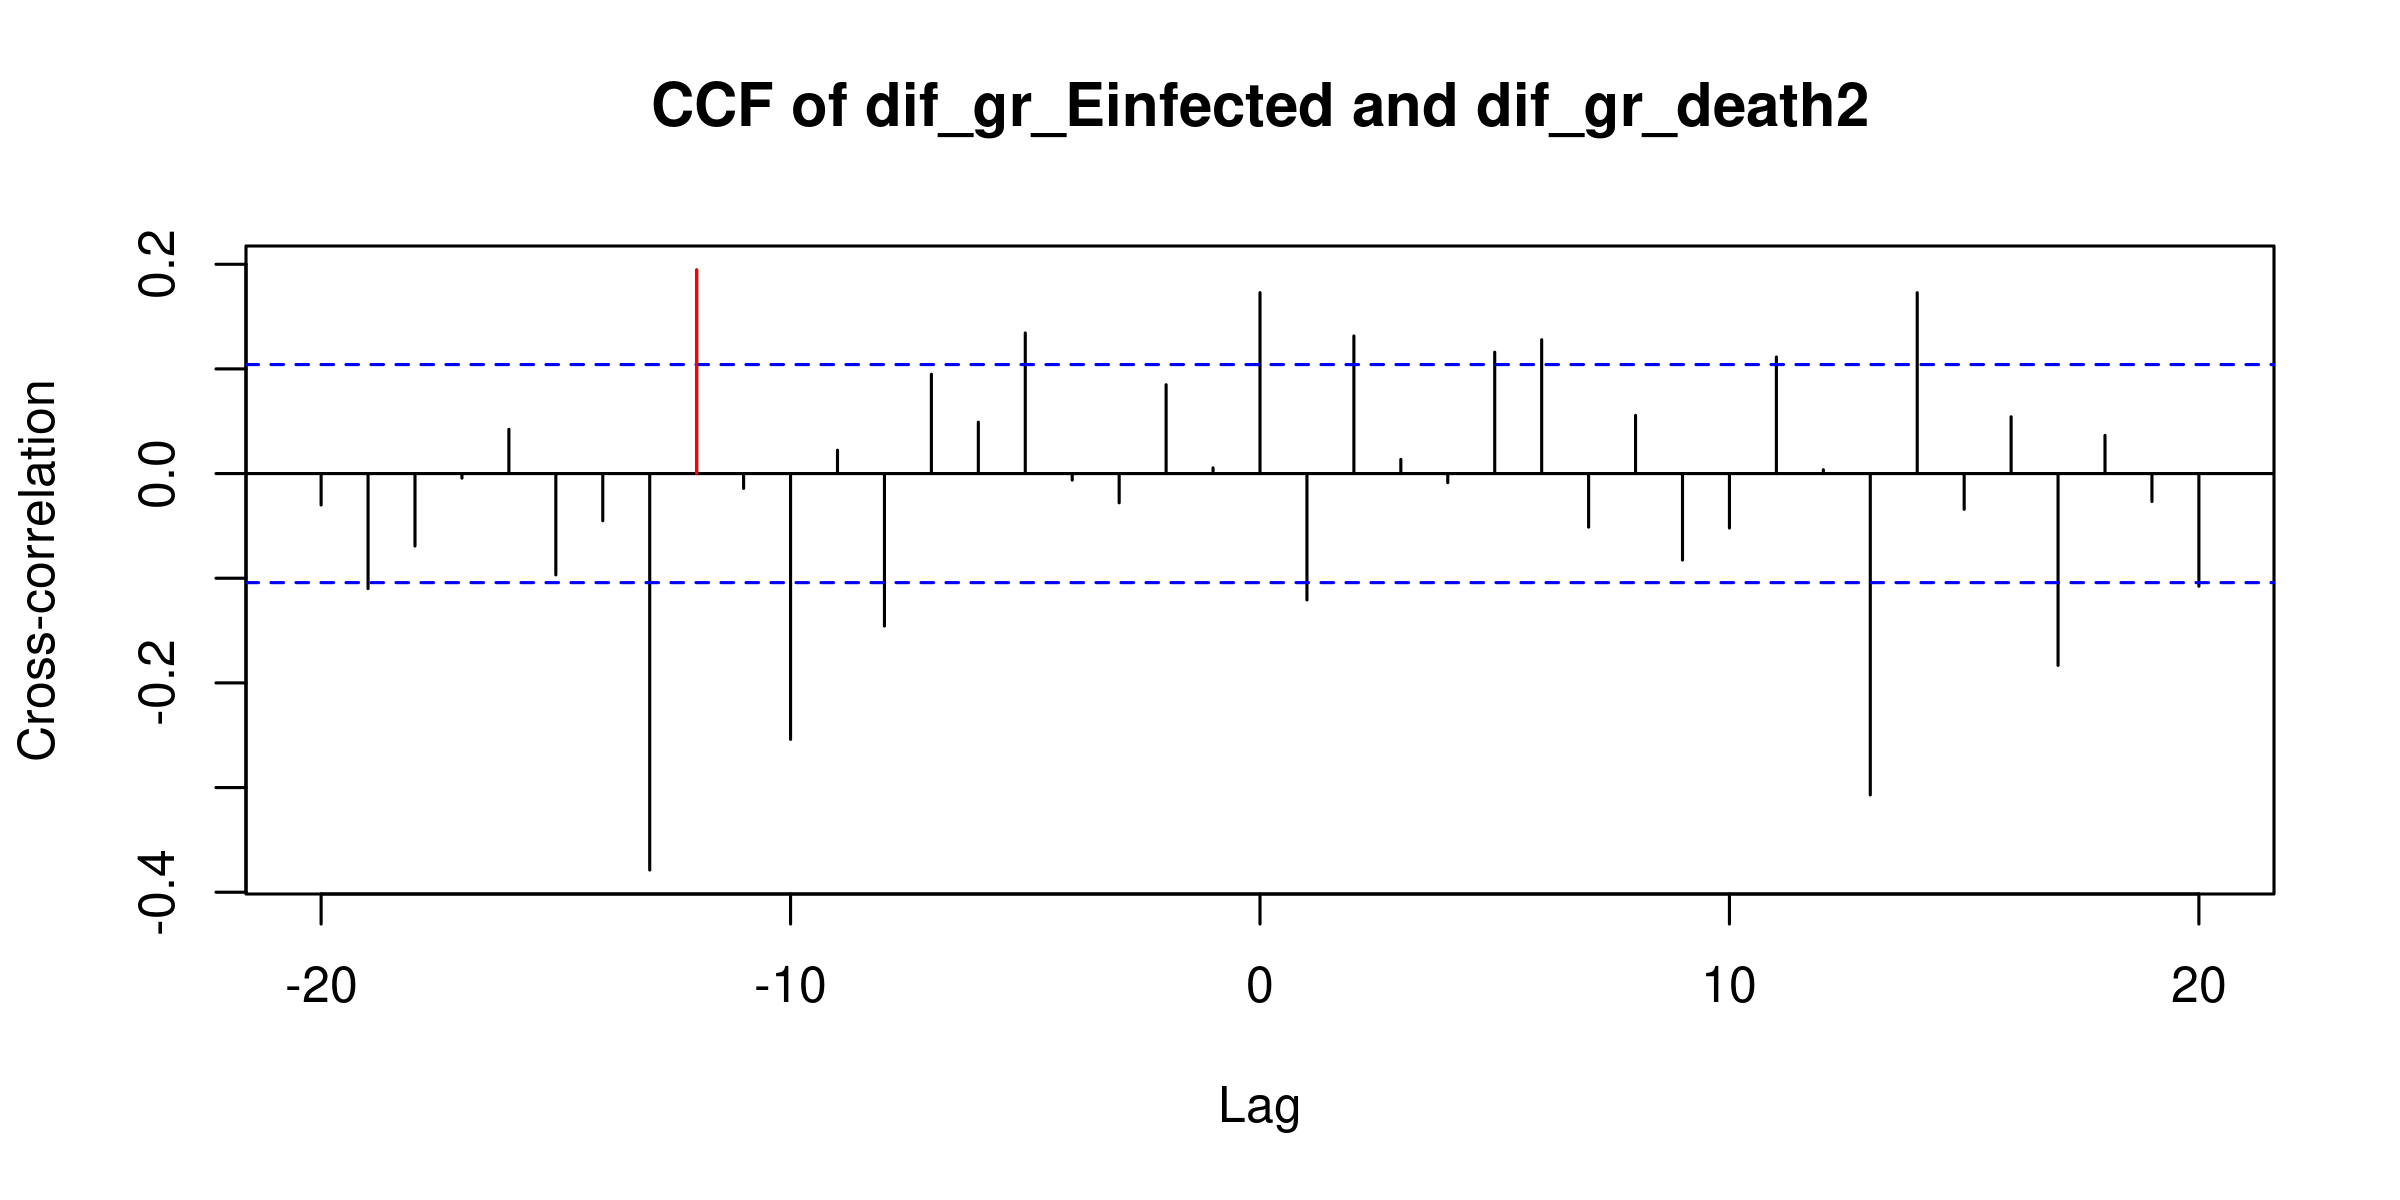 CCF of dif_gr_Einfected and dif_gr_death2
Cross-correlation
0.2
0.0
-0.2
-0.4
-20 -10 0 10 20
Lag